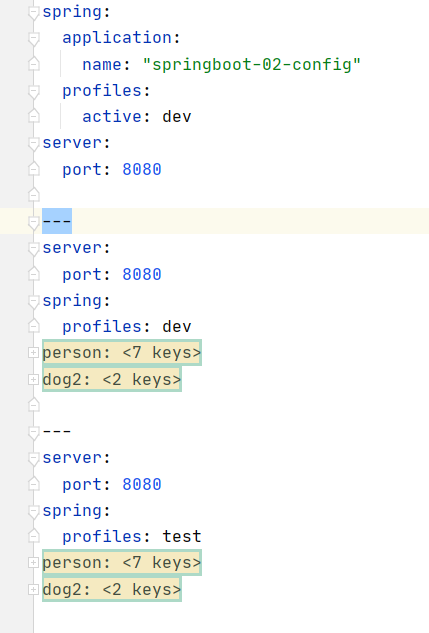 spring:
  application:
    name: "springboot-02-config"
  profiles:
    active: dev
server:
  port: 8080
---
server:
  port: 8080
spring:
  profiles: dev
person: <7 keys>
dog2: <2 keys>
---
server:
  port: 8080
spring:
  profiles: test
person: <7 keys>
dog2: <2 keys>